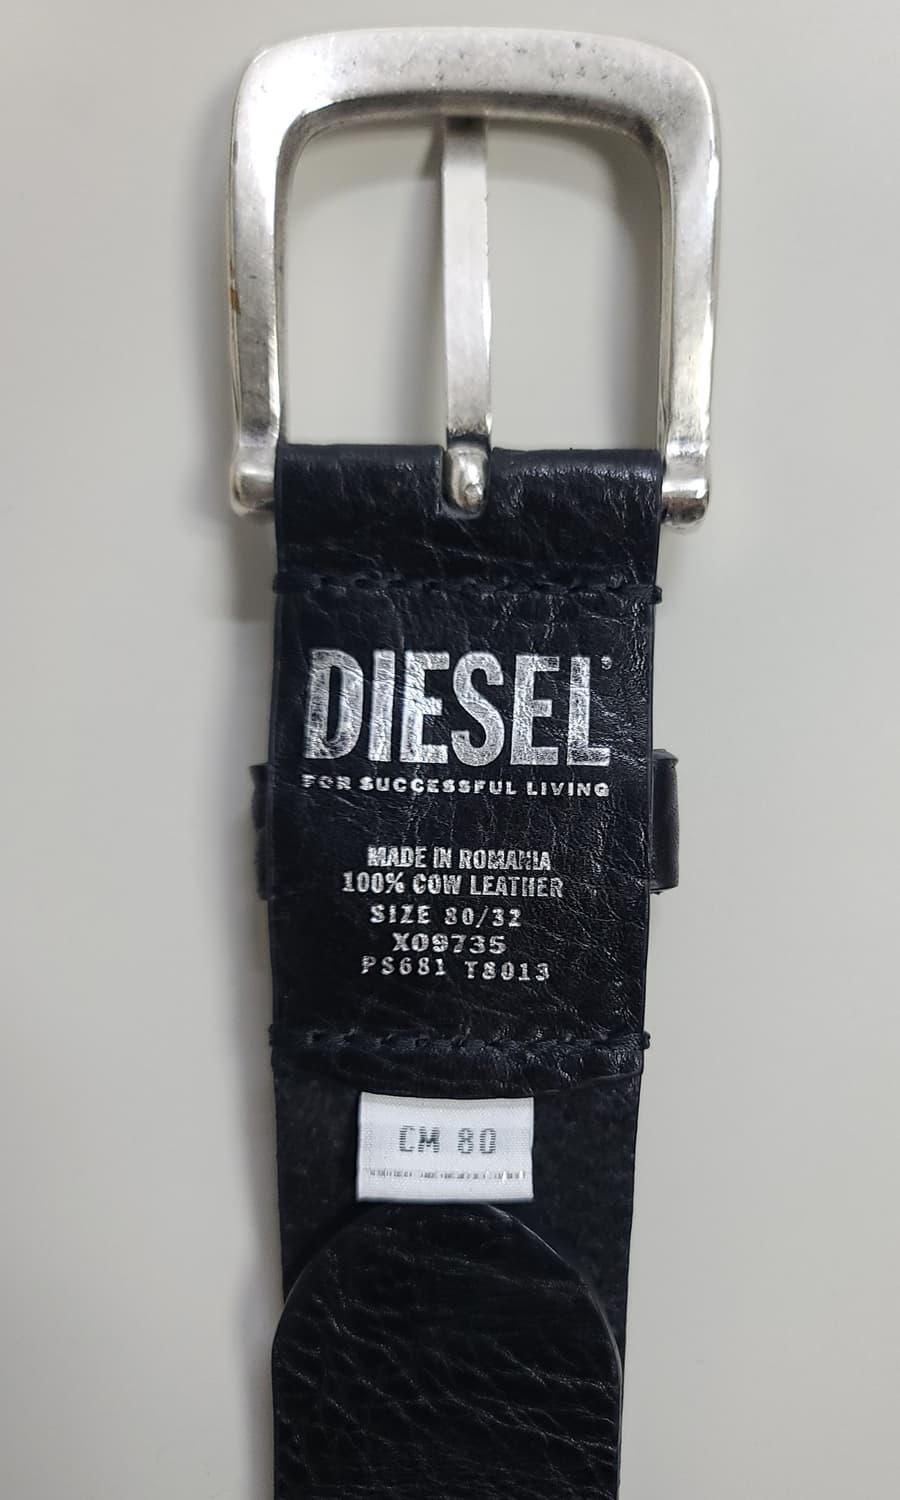 DIESEL
FOR SUCCESSFUL LIVING
MADE IN ROMANIA
100% COW LEATHER
SIZE 80/32
X09735
PS681 T8013
CM 80